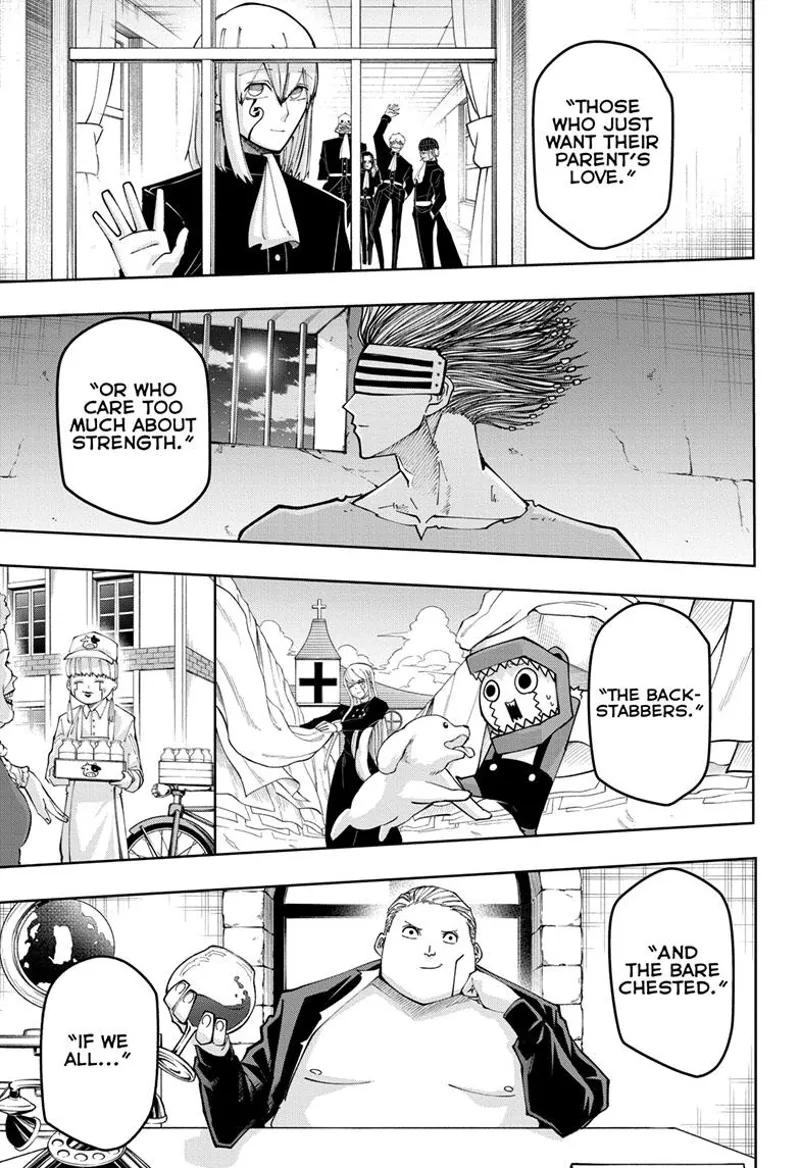 "THOSE
WHO JUST
WANT THEIR
PARENT'S
LOVE."
"OR WHO
CARE TOO
MUCH ABOUT
STRENGTH."
"THE BACK-
STABBERS."
"AND
THE BARE
CHESTED."
"IF WE
ALL..."